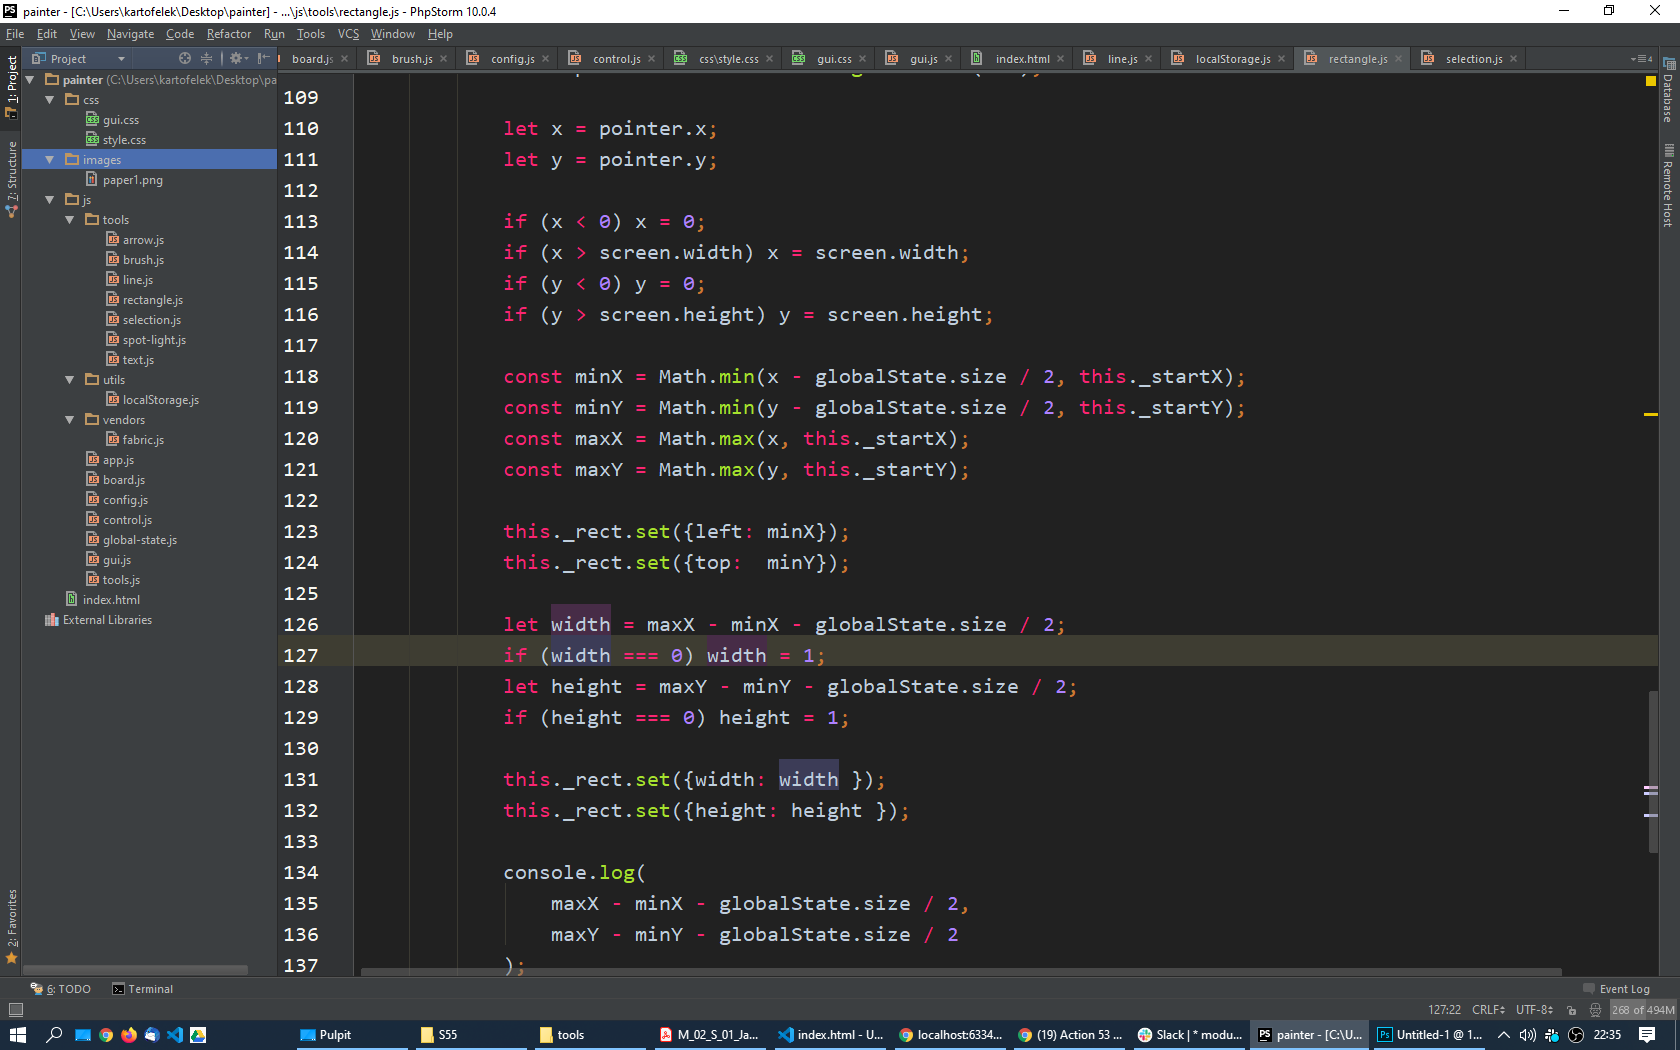 PS painter - [C:\Users\kartofelek\Desktop\painter] - ...\js\tools\rectangle.js - PhpStorm 10.0.4
File Edit View Navigate Code Refactor Run Tools VCS Window Help
Project
board.js brush.js config.js control.js css\style.css gui.css gui.js index.html line.js localStorage.js rectangle.js selection.js
4
1: Project
7: Structure
2: Favorites
painter (C:\Users\kartofelek\Desktop\pa
css
gui.css
style.css
images
paper1.png
js
tools
arrow.js
brush.js
line.js
rectangle.js
selection.js
spot-light.js
text.js
utils
localStorage.js
vendors
fabric.js
app.js
board.js
config.js
control.js
global-state.js
gui.js
tools.js
index.html
External Libraries
109
110 let x = pointer.x;
111 let y = pointer.y;
112
113 if (x < 0) x = 0;
114 if (x > screen.width) x = screen.width;
115 if (y < 0) y = 0;
116 if (y > screen.height) y = screen.height;
117
118 const minX = Math.min(x - globalState.size / 2, this._startX);
119 const minY = Math.min(y - globalState.size / 2, this._startY);
120 const maxX = Math.max(x, this._startX);
121 const maxY = Math.max(y, this._startY);
122
123 this._rect.set({left: minX});
124 this._rect.set({top:  minY});
125
126 let width = maxX - minX - globalState.size / 2;
127 if (width === 0) width = 1;
128 let height = maxY - minY - globalState.size / 2;
129 if (height === 0) height = 1;
130
131 this._rect.set({width: width });
132 this._rect.set({height: height });
133
134 console.log(
135 maxX - minX - globalState.size / 2,
136 maxY - minY - globalState.size / 2
137 );
Database
Remote Host
6: TODO Terminal Event Log
127:22 CRLF UTF-8 268 of 494M
Pulpit S55 tools M_02_S_01_Ja... index.html - U... localhost:6334... (19) Action 53 ... Slack | * modu... PS painter - [C:\U... Ps Untitled-1 @ 1... 22:35